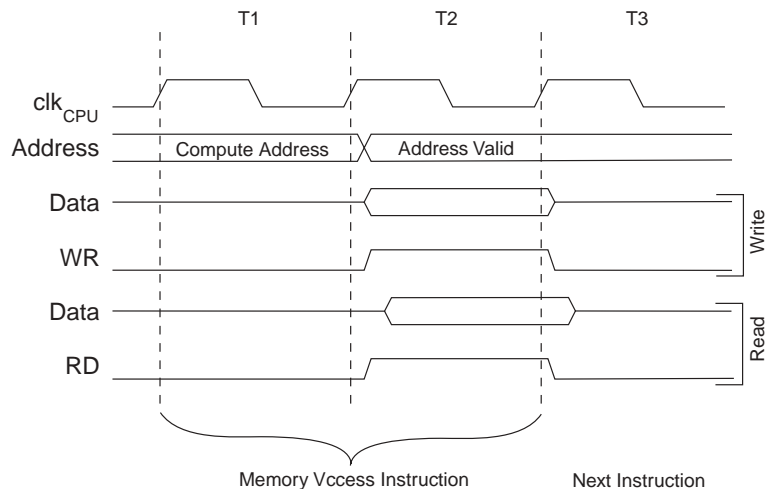 T1 T2 T3
clkCPU
Address Compute Address Address Valid
Data
WR
Write
Data
RD
Read
Memory Vccess Instruction Next Instruction